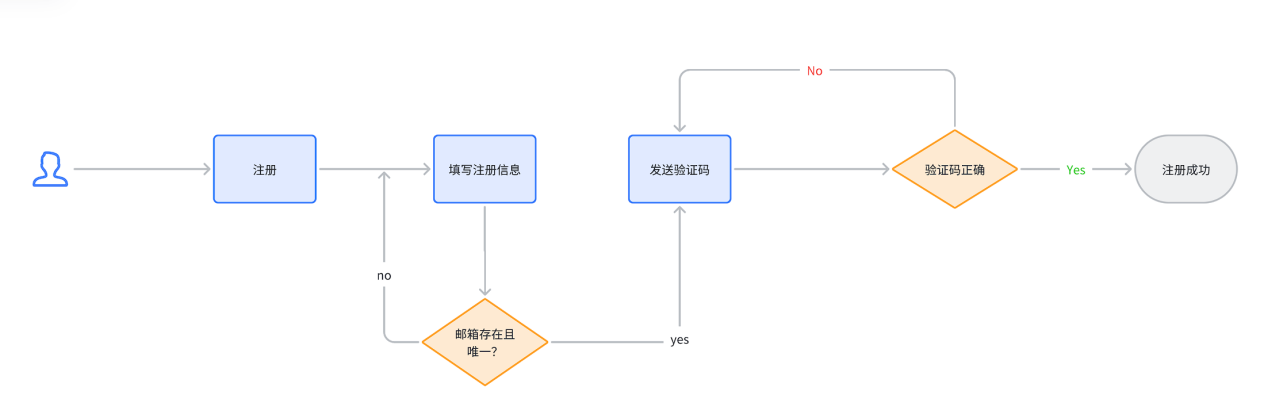 No
注册
填写注册信息
发送验证码
验证码正确
Yes
注册成功
no
邮箱存在且
唯一?
yes